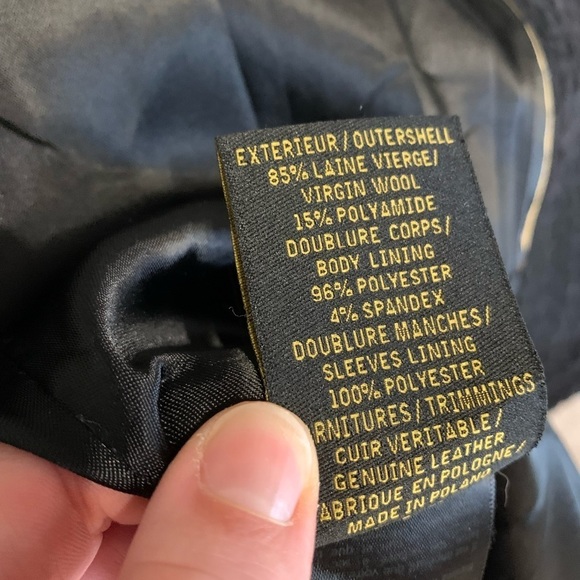 EXTERIEUR/OUTERSHELL
85% LAINE VIERGE/
VIRGIN WOOL
15% POLYAMIDE
DOUBLURE CORPS/
BODY LINING
96% POLYESTER
4% SPANDEX
DOUBLURE MANCHES/
SLEEVES LINING
100% POLYESTER
RNITURES/TRIMMINGS
CUIR VERITABLE/
GENUINE LEATHER
FABRIQUE EN POLOGNE/
MADE IN POLAND